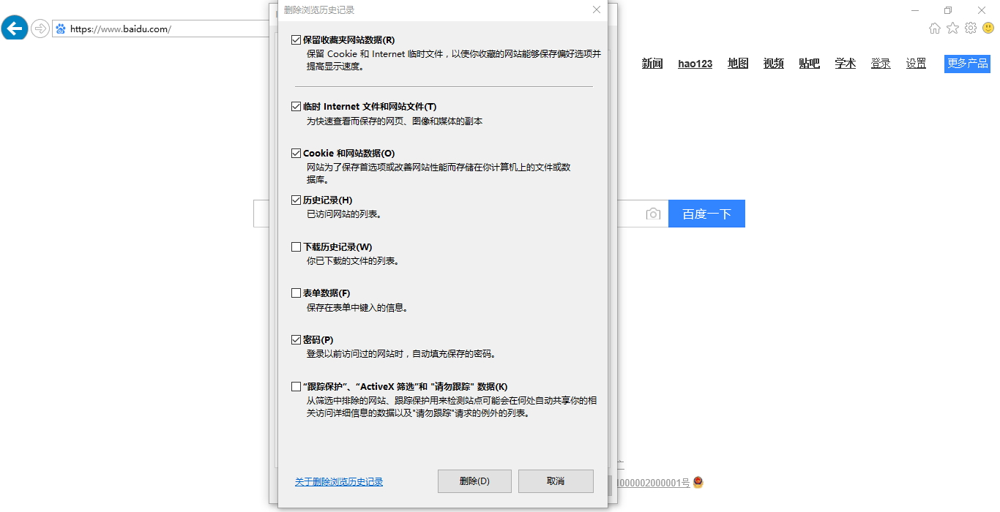 删除浏览历史记录
https://www.baidu.com/
保留收藏夹网站数据(R)
保留 Cookie 和 Internet 临时文件，以使你收藏的网站能够保存偏好选项并
提高显示速度。
新闻 hao123 地图 视频 贴吧 学术 登录 设置 更多产品
临时 Internet 文件和网站文件(T)
为快速查看而保存的网页、图像和媒体的副本
Cookie 和网站数据(O)
网站为了保存首选项或改善网站性能而存储在你计算机上的文件或数
据库。
历史记录(H)
已访问网站的列表。
百度一下
下载历史记录(W)
你已下载的文件的列表。
表单数据(F)
保存在表单中键入的信息。
密码(P)
登录以前访问过的网站时，自动填充保存的密码。
“跟踪保护”、“ActiveX 筛选”和 "请勿跟踪" 数据(K)
从筛选中排除的网站、跟踪保护用来检测站点可能会在何处自动共享你的相
关访问详细信息的数据以及"请勿跟踪"请求的例外的列表。
关于删除浏览历史记录 删除(D) 取消
1000002000001号